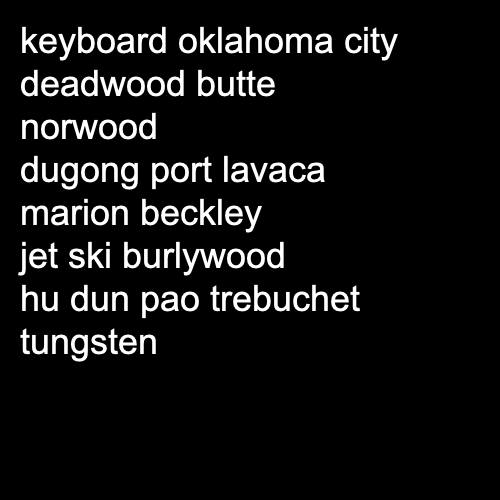 keyboard oklahoma city
deadwood butte
norwood
dugong port lavaca
marion beckley
jet ski burlywood
hu dun pao trebuchet
tungsten